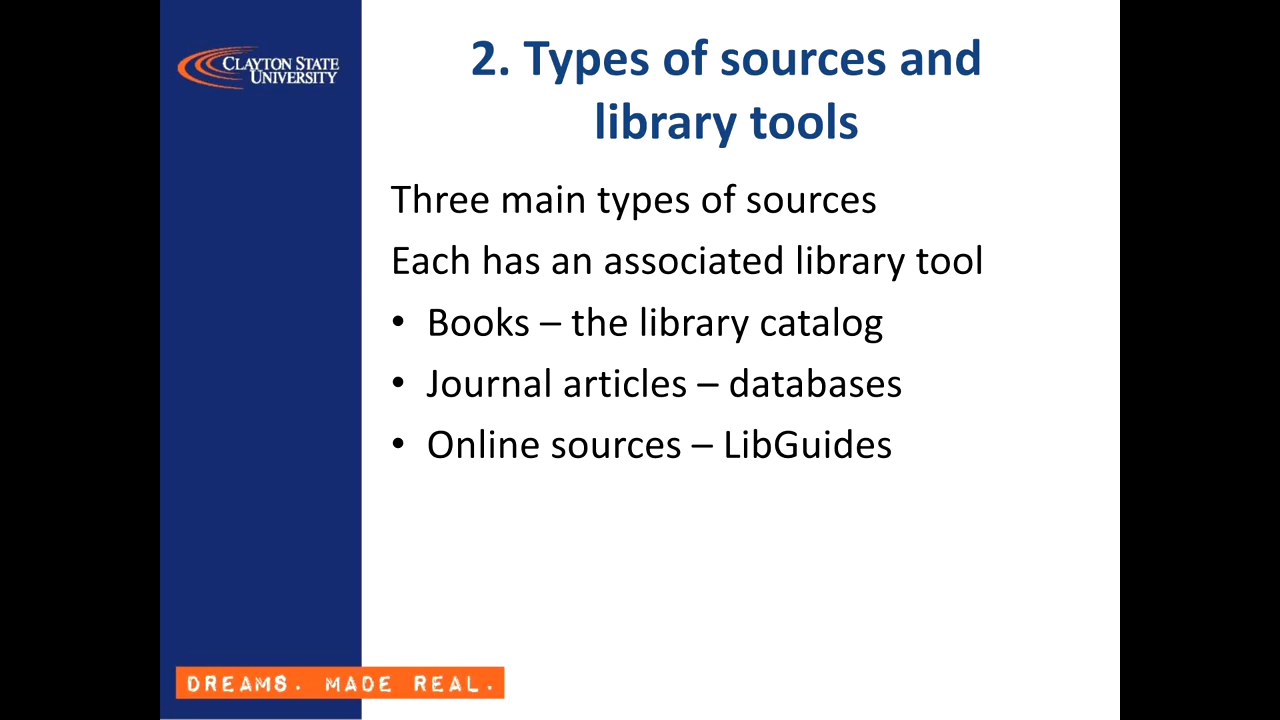 CLAYTON STATE
UNIVERSITY
2. Types of sources and
library tools
Three main types of sources
Each has an associated library tool
• Books – the library catalog
• Journal articles – databases
• Online sources – LibGuides
DREAMS. MADE REAL.